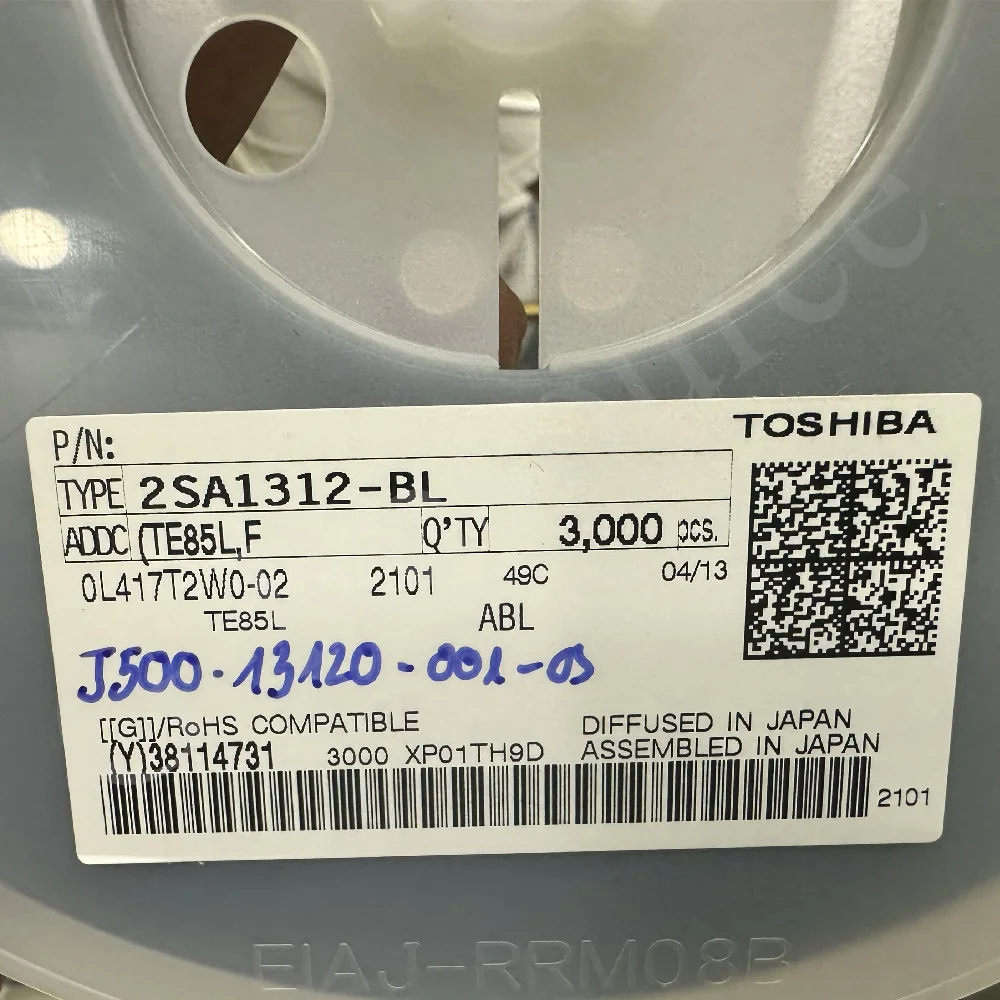 TOSHIBA
P/N:
TYPE 2SA1312-BL
ADDC (TE85L,F Q'TY 3,000 pcs.
0L417T2W0-02 2101 49C 04/13
TE85L ABL
J500-13120-001-03
[[G]]/RoHS COMPATIBLE DIFFUSED IN JAPAN
(Y)38114731 3000 XP01TH9D ASSEMBLED IN JAPAN
2101
EIAJ-RRM08B